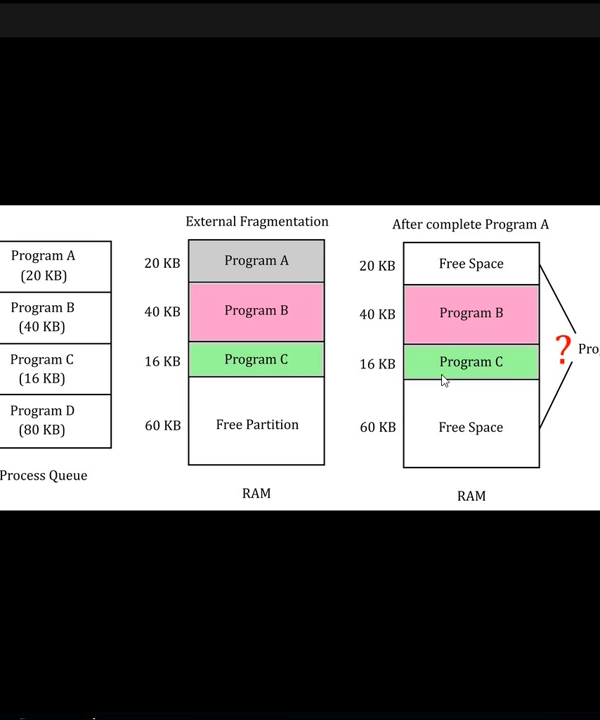 External Fragmentation
After complete Program A
Program A
(20 KB)
Program B
(40 KB)
Program C
(16 KB)
Program D
(80 KB)
Process Queue
20 KB
Program A
40 KB
Program B
16 KB
Program C
60 KB
Free Partition
RAM
20 KB
Free Space
40 KB
Program B
16 KB
Program C
60 KB
Free Space
RAM
?